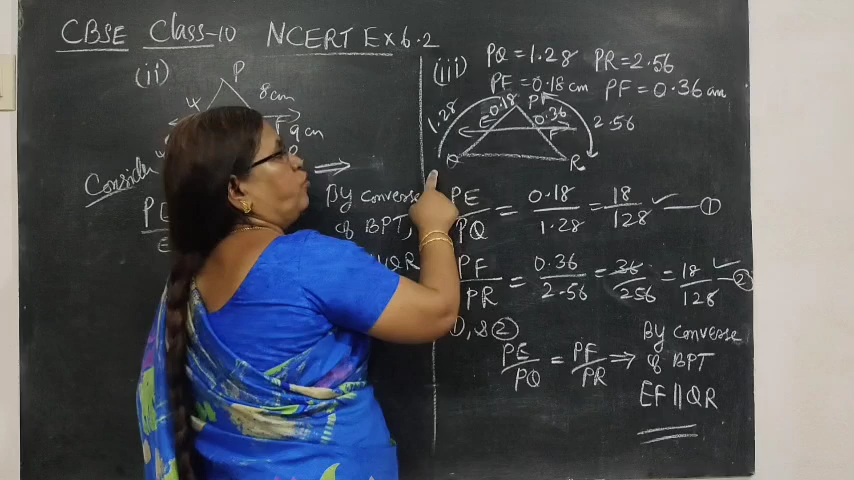 CBSE Class-10 NCERT Ex 6.2
(ii)
P
4
8cm
F
9cm
Consider
PE
E
⇒
By converse
of BPT,
QR
(iii) PQ = 1.28 PR = 2.56
PE = 0.18 cm PF = 0.36 cm
1.28
0.18
P
0.36
E
F
2.56
Q
R
PE/PQ = 0.18/1.28 = 18/128 ✓ — ①
PF/PR = 0.36/2.56 = 36/256 = 18/128 ✓ — ②
①, & ②
PE/PQ = PF/PR ⇒ By converse
of BPT
EF || QR